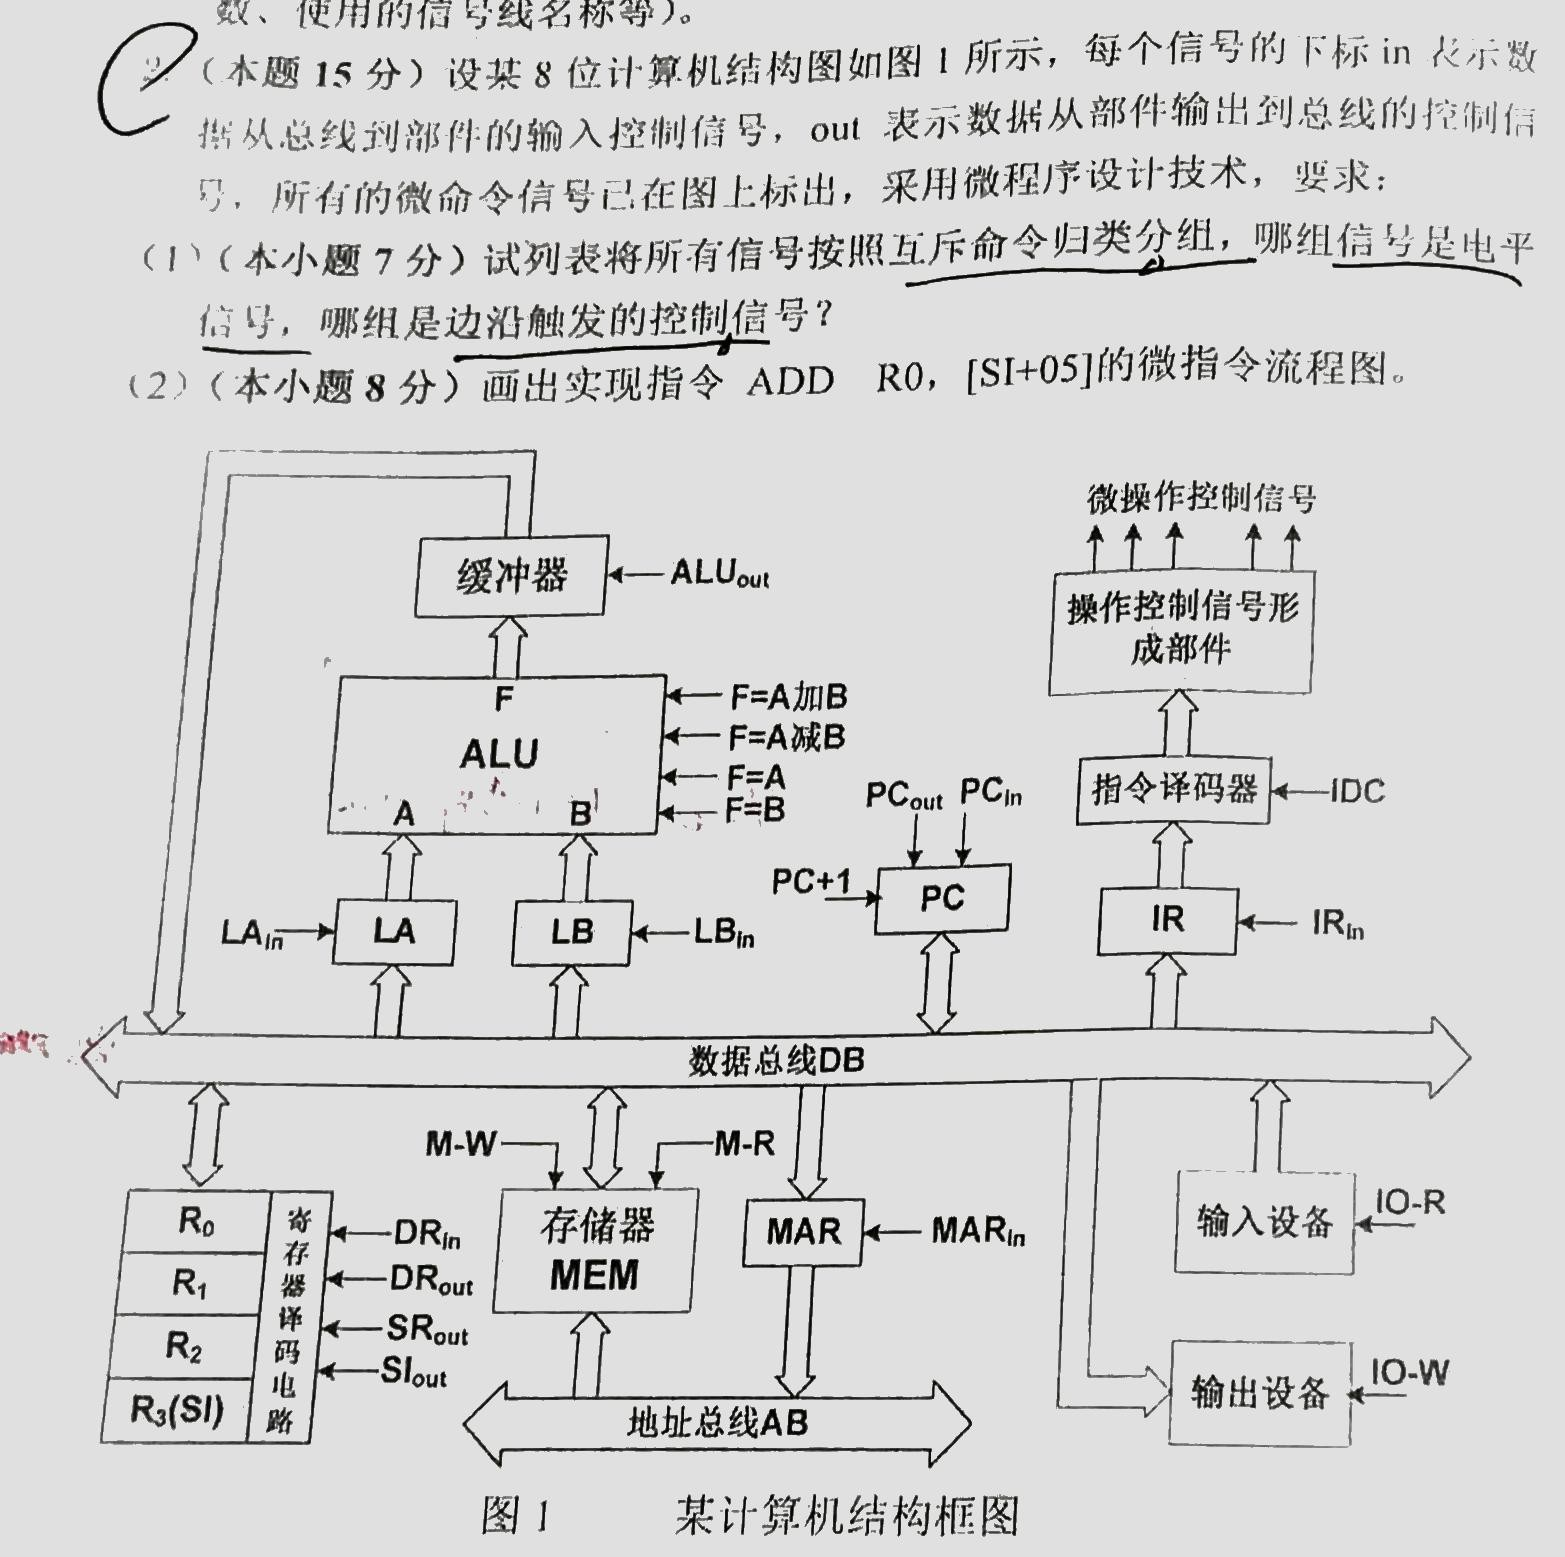 数、使用的信号线名称等)。
2. (本题 15 分) 设某 8 位计算机结构图如图 1 所示，每个信号的下标 in 表示数
据从总线到部件的输入控制信号，out 表示数据从部件输出到总线的控制信
号，所有的微命令信号已在图上标出，采用微程序设计技术，要求：
(1) (本小题 7 分) 试列表将所有信号按照互斥命令归类分组，哪组信号是电平
信号，哪组是边沿触发的控制信号？
(2) (本小题 8 分) 画出实现指令 ADD R0，[SI+05]的微指令流程图。
微操作控制信号
缓冲器
ALUout
操作控制信号形
成部件
F
ALU
A
B
F=A加B
F=A减B
F=A
F=B
指令译码器
IDC
PCout
PCin
PC+1
PC
IR
IRin
LAin
LA
LB
LBin
数据总线DB
M-W
M-R
R0
R1
R2
R3(SI)
寄存器译码电路
DRin
DRout
SRout
SIout
存储器
MEM
MAR
MARin
输入设备
IO-R
输出设备
IO-W
地址总线AB
图 1 某计算机结构框图